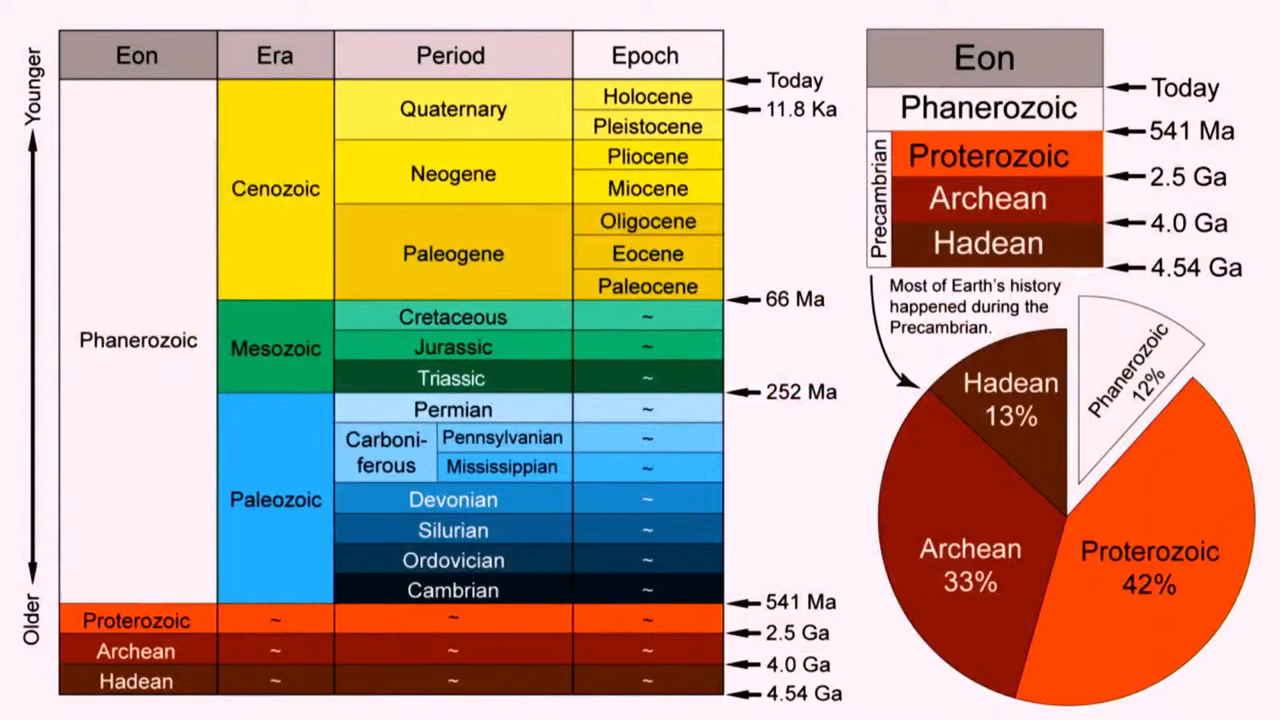 Younger
Older
Eon
Era
Period
Epoch
Phanerozoic
Cenozoic
Quaternary
Holocene
Pleistocene
Neogene
Pliocene
Miocene
Paleogene
Oligocene
Eocene
Paleocene
Mesozoic
Cretaceous
~
Jurassic
~
Triassic
~
Paleozoic
Permian
~
Carboni-
ferous
Pennsylvanian
~
Mississippian
~
Devonian
~
Silurian
~
Ordovician
~
Cambrian
~
Proterozoic
~
~
~
Archean
~
~
~
Hadean
~
~
~
Today
11.8 Ka
66 Ma
252 Ma
541 Ma
2.5 Ga
4.0 Ga
4.54 Ga
Eon
Phanerozoic
Precambrian
Proterozoic
Archean
Hadean
Today
541 Ma
2.5 Ga
4.0 Ga
4.54 Ga
Most of Earth's history
happened during the
Precambrian.
Hadean
13%
Phanerozoic
12%
Archean
33%
Proterozoic
42%